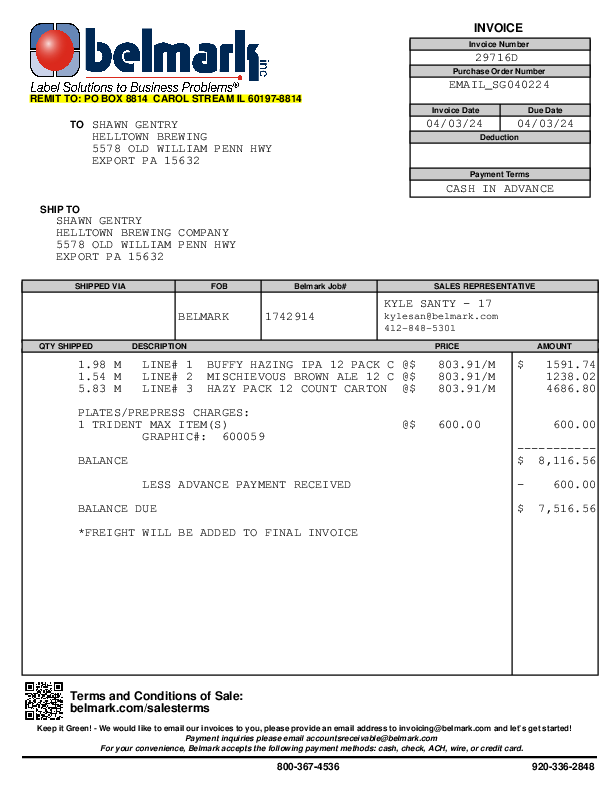 belmark inc
Label Solutions to Business Problems®
REMIT TO: PO BOX 8814 CAROL STREAM IL 60197-8814
INVOICE
Invoice Number
29716D
Purchase Order Number
EMAIL_SG040224
Invoice Date Due Date
04/03/24 04/03/24
Deduction
Payment Terms
CASH IN ADVANCE
TO SHAWN GENTRY
HELLTOWN BREWING
5578 OLD WILLIAM PENN HWY
EXPORT PA 15632
SHIP TO
SHAWN GENTRY
HELLTOWN BREWING COMPANY
5578 OLD WILLIAM PENN HWY
EXPORT PA 15632
SHIPPED VIA FOB Belmark Job# SALES REPRESENTATIVE
BELMARK 1742914 KYLE SANTY - 17
kylesan@belmark.com
412-848-5301
QTY SHIPPED DESCRIPTION PRICE AMOUNT
1.98 M LINE# 1 BUFFY HAZING IPA 12 PACK C @$ 803.91/M $ 1591.74
1.54 M LINE# 2 MISCHIEVOUS BROWN ALE 12 C @$ 803.91/M 1238.02
5.83 M LINE# 3 HAZY PACK 12 COUNT CARTON @$ 803.91/M 4686.80
PLATES/PREPRESS CHARGES:
1 TRIDENT MAX ITEM(S) @$ 600.00 600.00
GRAPHIC#: 600059
-----------
BALANCE $ 8,116.56
LESS ADVANCE PAYMENT RECEIVED - 600.00
BALANCE DUE $ 7,516.56
*FREIGHT WILL BE ADDED TO FINAL INVOICE
Terms and Conditions of Sale:
belmark.com/salesterms
Keep it Green! - We would like to email our invoices to you, please provide an email address to invoicing@belmark.com and let's get started!
Payment inquiries please email accountsreceivable@belmark.com
For your convenience, Belmark accepts the following payment methods: cash, check, ACH, wire, or credit card.
800-367-4536 920-336-2848